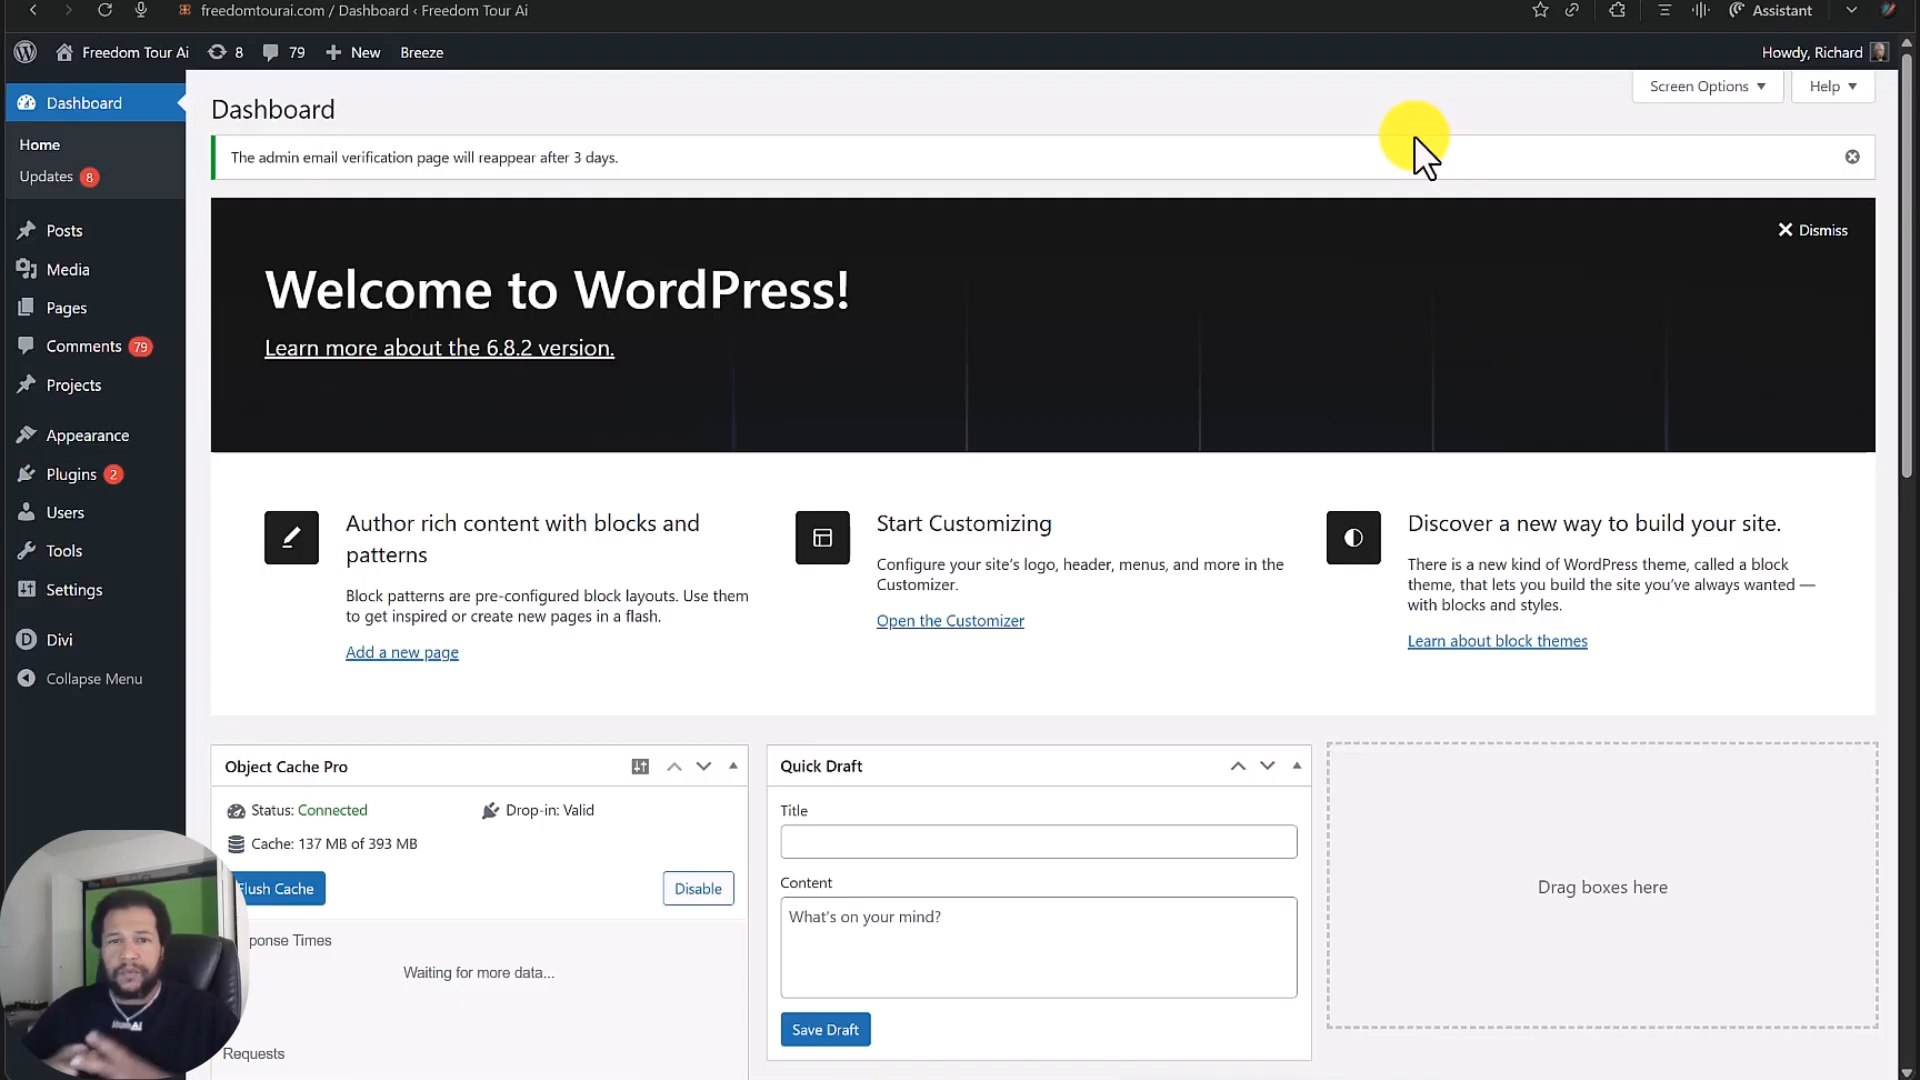 freedomtourai.com / Dashboard ‹ Freedom Tour Ai
Assistant
Freedom Tour Ai
8
79
New
Breeze
Howdy, Richard
Dashboard
Home
Updates 8
Posts
Media
Pages
Comments 79
Projects
Appearance
Plugins 2
Users
Tools
Settings
Divi
Collapse Menu
Screen Options
Help
Dashboard
The admin email verification page will reappear after 3 days.
Dismiss
Welcome to WordPress!
Learn more about the 6.8.2 version.
Author rich content with blocks and
patterns
Block patterns are pre-configured block layouts. Use them
to get inspired or create new pages in a flash.
Add a new page
Start Customizing
Configure your site's logo, header, menus, and more in the
Customizer.
Open the Customizer
Discover a new way to build your site.
There is a new kind of WordPress theme, called a block
theme, that lets you build the site you've always wanted —
with blocks and styles.
Learn about block themes
Object Cache Pro
Status: Connected
Drop-in: Valid
Cache: 137 MB of 393 MB
Flush Cache
Disable
ponse Times
Waiting for more data...
Requests
Quick Draft
Title
Content
What's on your mind?
Save Draft
Drag boxes here